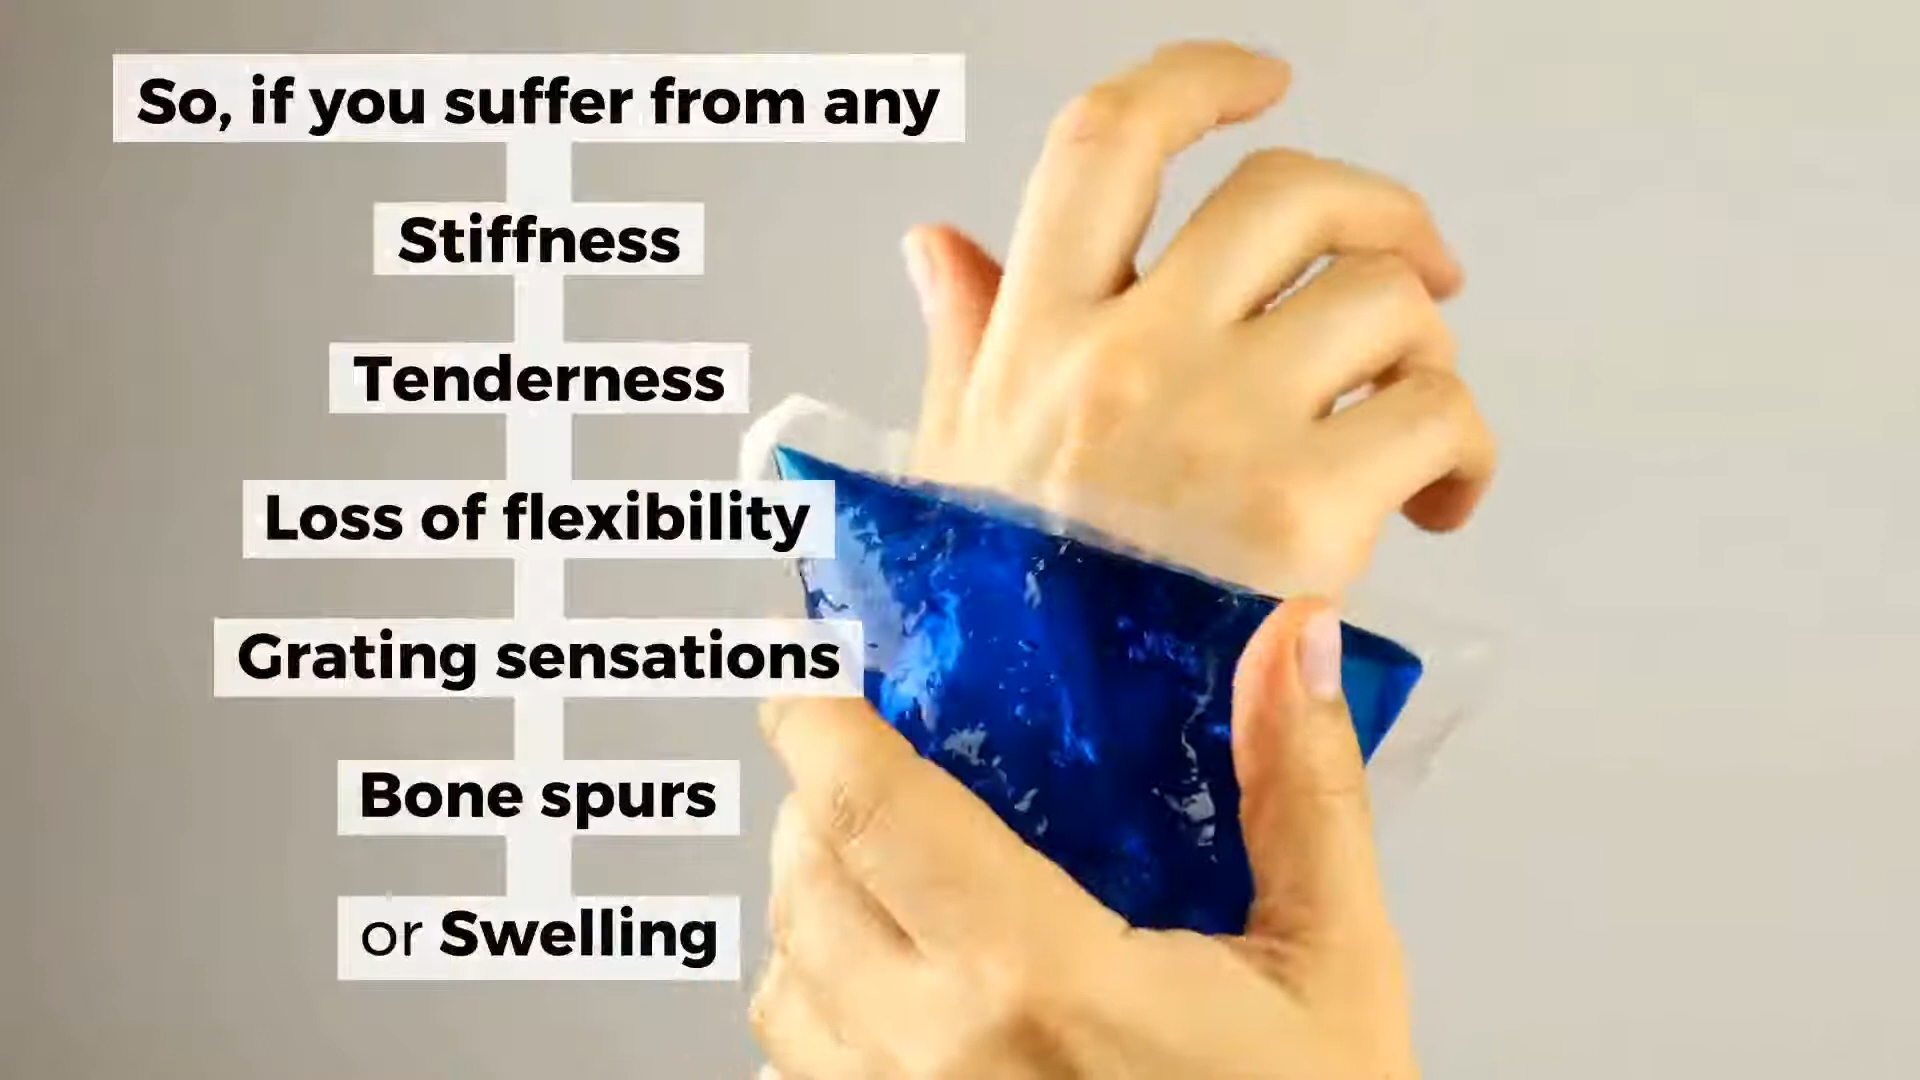 So, if you suffer from any
Stiffness
Tenderness
Loss of flexibility
Grating sensations
Bone spurs
or Swelling